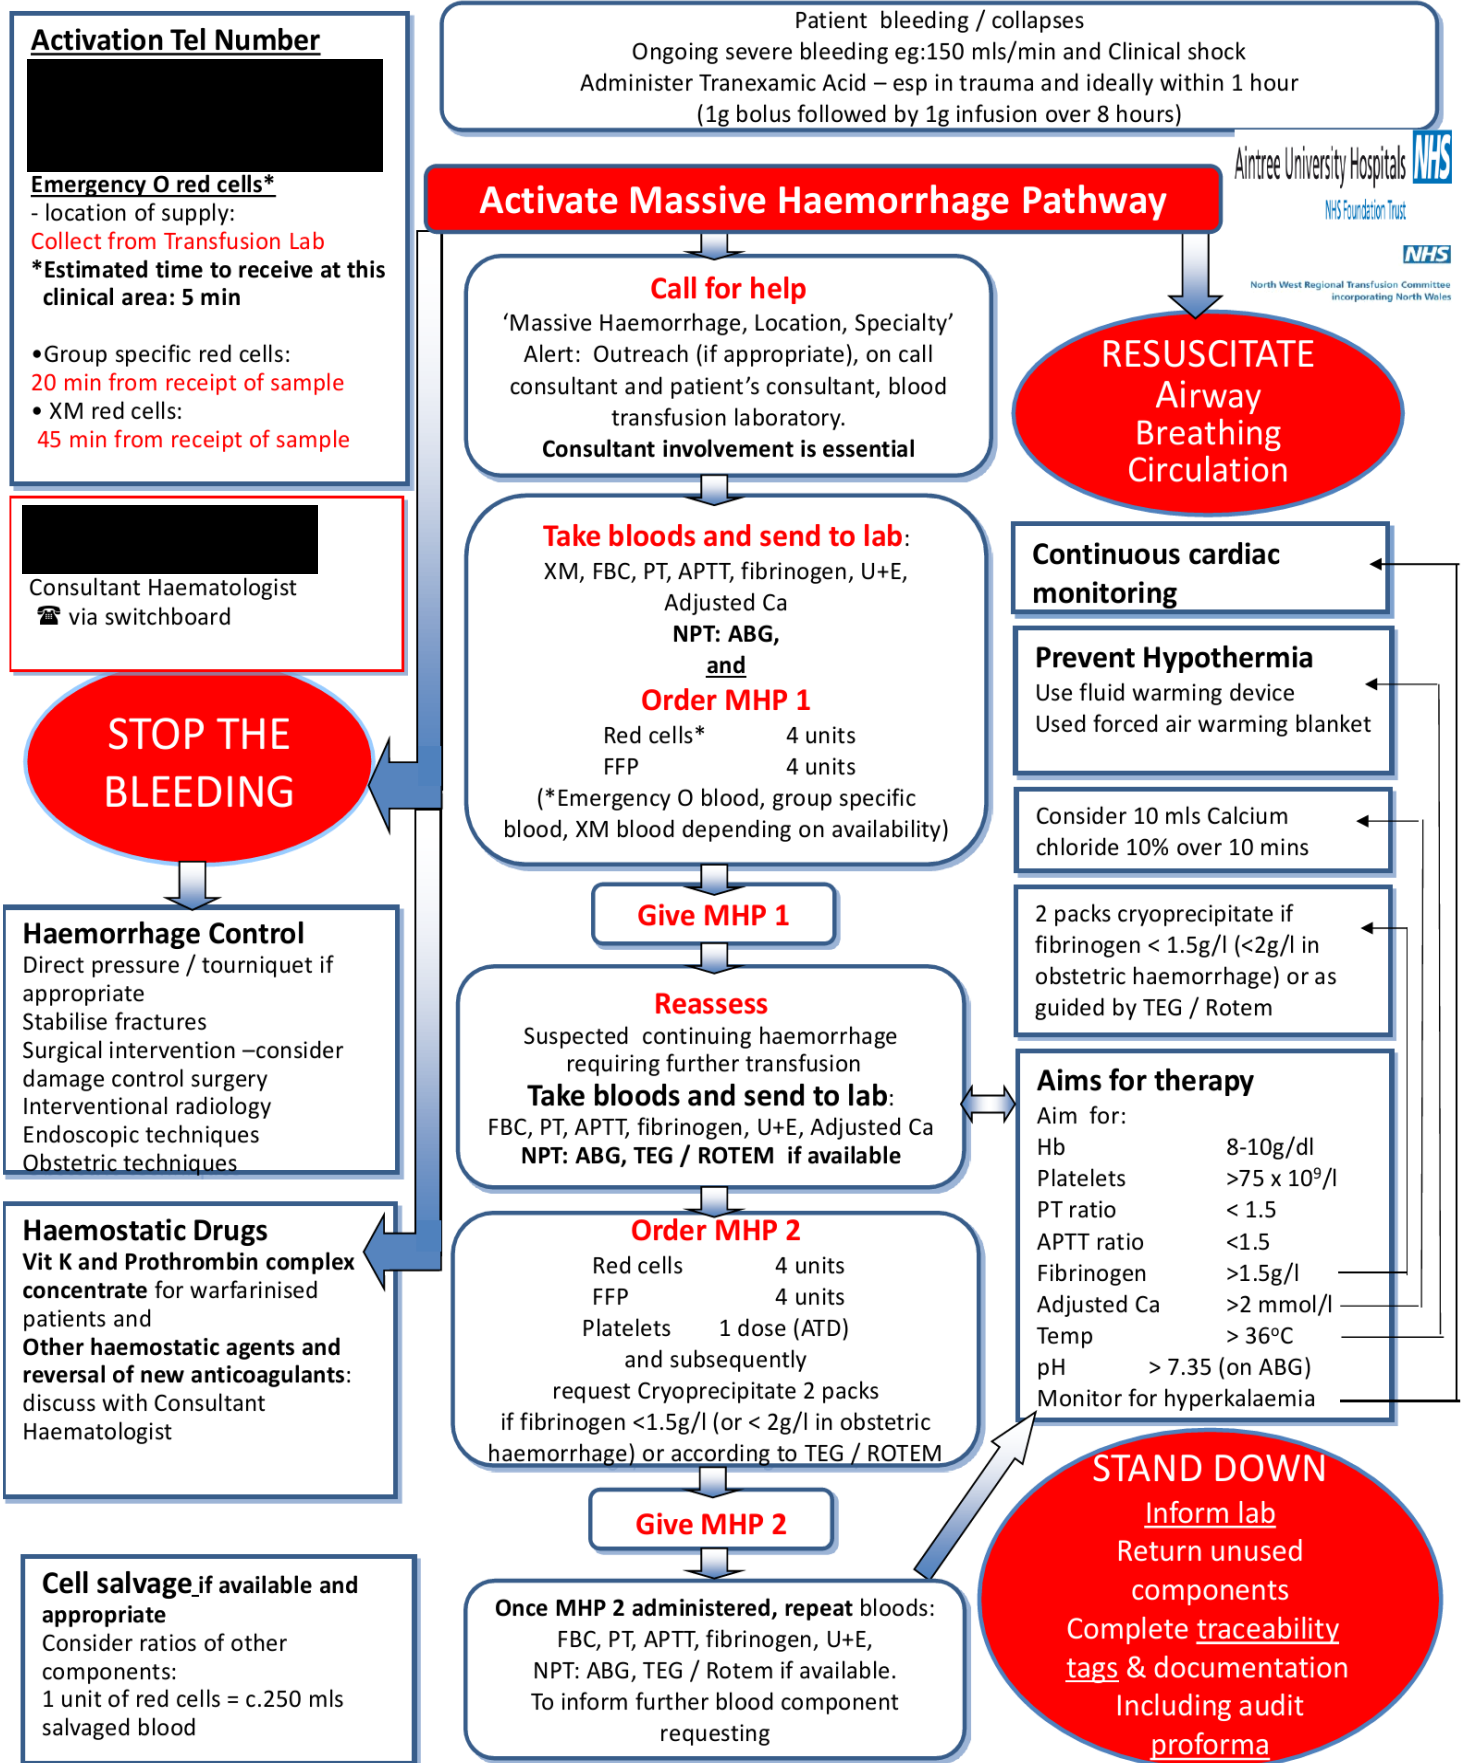 Activation Tel Number
Emergency O red cells*
- location of supply:
Collect from Transfusion Lab
*Estimated time to receive at this
clinical area: 5 min
•Group specific red cells:
20 min from receipt of sample
• XM red cells:
45 min from receipt of sample
Consultant Haematologist
☎ via switchboard
STOP THE
BLEEDING
Haemorrhage Control
Direct pressure / tourniquet if
appropriate
Stabilise fractures
Surgical intervention –consider
damage control surgery
Interventional radiology
Endoscopic techniques
Obstetric techniques
Haemostatic Drugs
Vit K and Prothrombin complex
concentrate for warfarinised
patients and
Other haemostatic agents and
reversal of new anticoagulants:
discuss with Consultant
Haematologist
Cell salvage if available and
appropriate
Consider ratios of other
components:
1 unit of red cells = c.250 mls
salvaged blood
Patient bleeding / collapses
Ongoing severe bleeding eg:150 mls/min and Clinical shock
Administer Tranexamic Acid – esp in trauma and ideally within 1 hour
(1g bolus followed by 1g infusion over 8 hours)
Activate Massive Haemorrhage Pathway
Call for help
‘Massive Haemorrhage, Location, Specialty’
Alert: Outreach (if appropriate), on call
consultant and patient’s consultant, blood
transfusion laboratory.
Consultant involvement is essential
Take bloods and send to lab:
XM, FBC, PT, APTT, fibrinogen, U+E,
Adjusted Ca
NPT: ABG,
and
Order MHP 1
Red cells* 4 units
FFP 4 units
(*Emergency O blood, group specific
blood, XM blood depending on availability)
Give MHP 1
Reassess
Suspected continuing haemorrhage
requiring further transfusion
Take bloods and send to lab:
FBC, PT, APTT, fibrinogen, U+E, Adjusted Ca
NPT: ABG, TEG / ROTEM if available
Order MHP 2
Red cells 4 units
FFP 4 units
Platelets 1 dose (ATD)
and subsequently
request Cryoprecipitate 2 packs
if fibrinogen <1.5g/l (or < 2g/l in obstetric
haemorrhage) or according to TEG / ROTEM
Give MHP 2
Once MHP 2 administered, repeat bloods:
FBC, PT, APTT, fibrinogen, U+E,
NPT: ABG, TEG / Rotem if available.
To inform further blood component
requesting
Aintree University Hospitals NHS
NHS Foundation Trust
NHS
North West Regional Transfusion Committee
incorporating North Wales
RESUSCITATE
Airway
Breathing
Circulation
Continuous cardiac
monitoring
Prevent Hypothermia
Use fluid warming device
Used forced air warming blanket
Consider 10 mls Calcium
chloride 10% over 10 mins
2 packs cryoprecipitate if
fibrinogen < 1.5g/l (<2g/l in
obstetric haemorrhage) or as
guided by TEG / Rotem
Aims for therapy
Aim for:
Hb 8-10g/dl
Platelets >75 x 10⁹/l
PT ratio < 1.5
APTT ratio <1.5
Fibrinogen >1.5g/l
Adjusted Ca >2 mmol/l
Temp > 36°C
pH > 7.35 (on ABG)
Monitor for hyperkalaemia
STAND DOWN
Inform lab
Return unused
components
Complete traceability
tags & documentation
Including audit
proforma